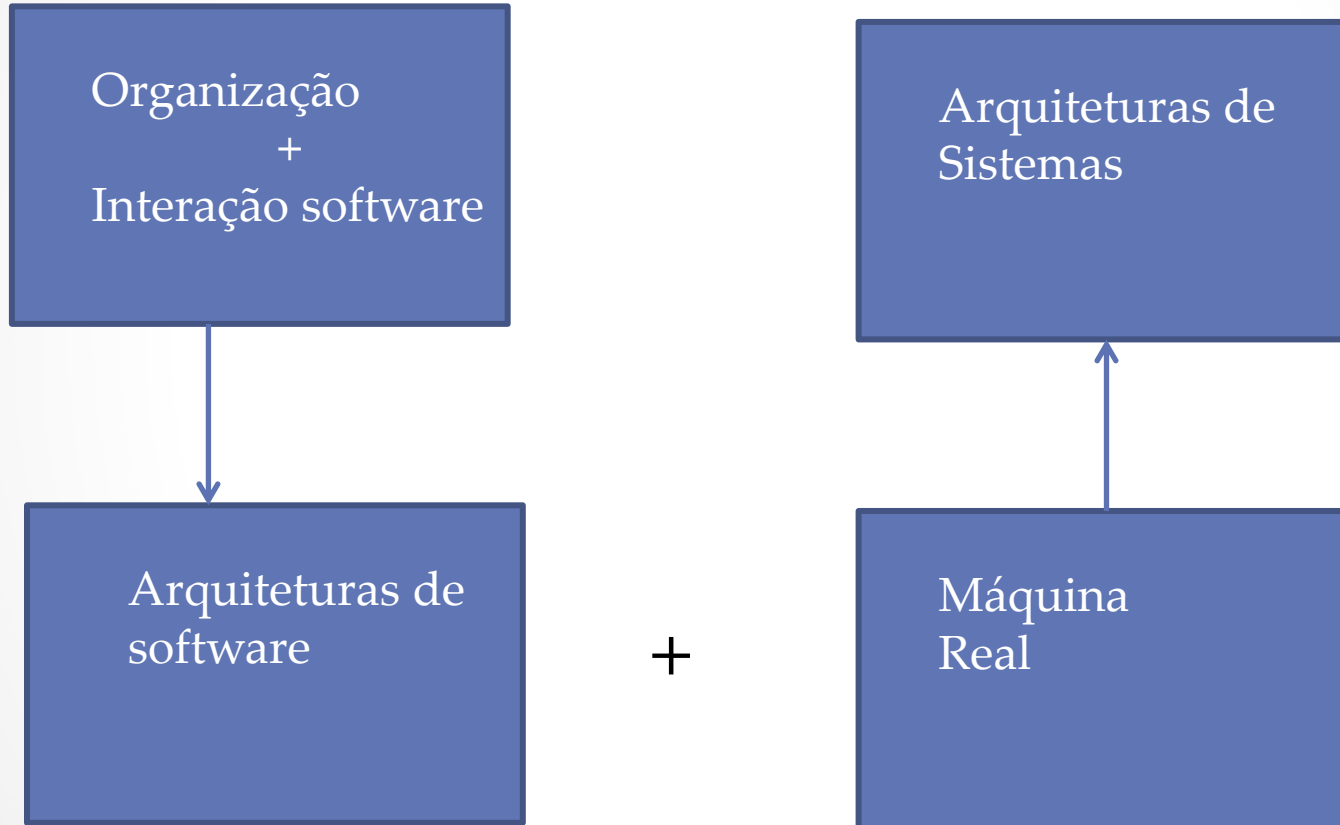 Organização
+
Interação software
Arquiteturas de
Sistemas
Arquiteturas de
software
+
Máquina
Real